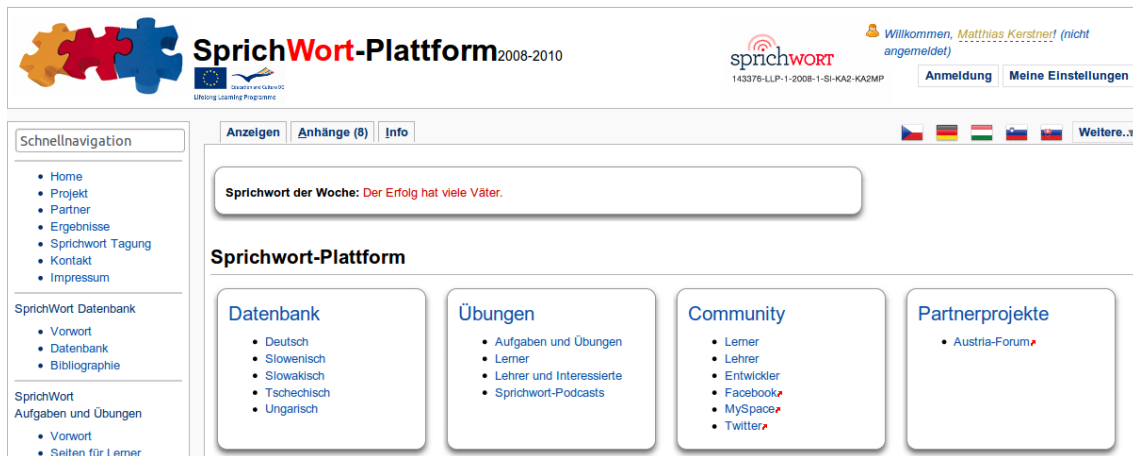 SprichWort-Plattform2008-2010
Education and Culture DG
Lifelong Learning Programme
sprichWORT
143376-LLP-1-2008-1-SI-KA2-KA2MP
Willkommen, Matthias Kerstner! (nicht
angemeldet)
Anmeldung Meine Einstellungen
Schnellnavigation
Home
Projekt
Partner
Ergebnisse
Sprichwort Tagung
Kontakt
Impressum
SprichWort Datenbank
Vorwort
Datenbank
Bibliographie
SprichWort
Aufgaben und Übungen
Vorwort
Seiten für Lerner
Anzeigen Anhänge (8) Info
Weitere..
Sprichwort der Woche: Der Erfolg hat viele Väter.
Sprichwort-Plattform
Datenbank
Deutsch
Slowenisch
Slowakisch
Tschechisch
Ungarisch
Übungen
Aufgaben und Übungen
Lerner
Lehrer und Interessierte
Sprichwort-Podcasts
Community
Lerner
Lehrer
Entwickler
Facebook
MySpace
Twitter
Partnerprojekte
Austria-Forum